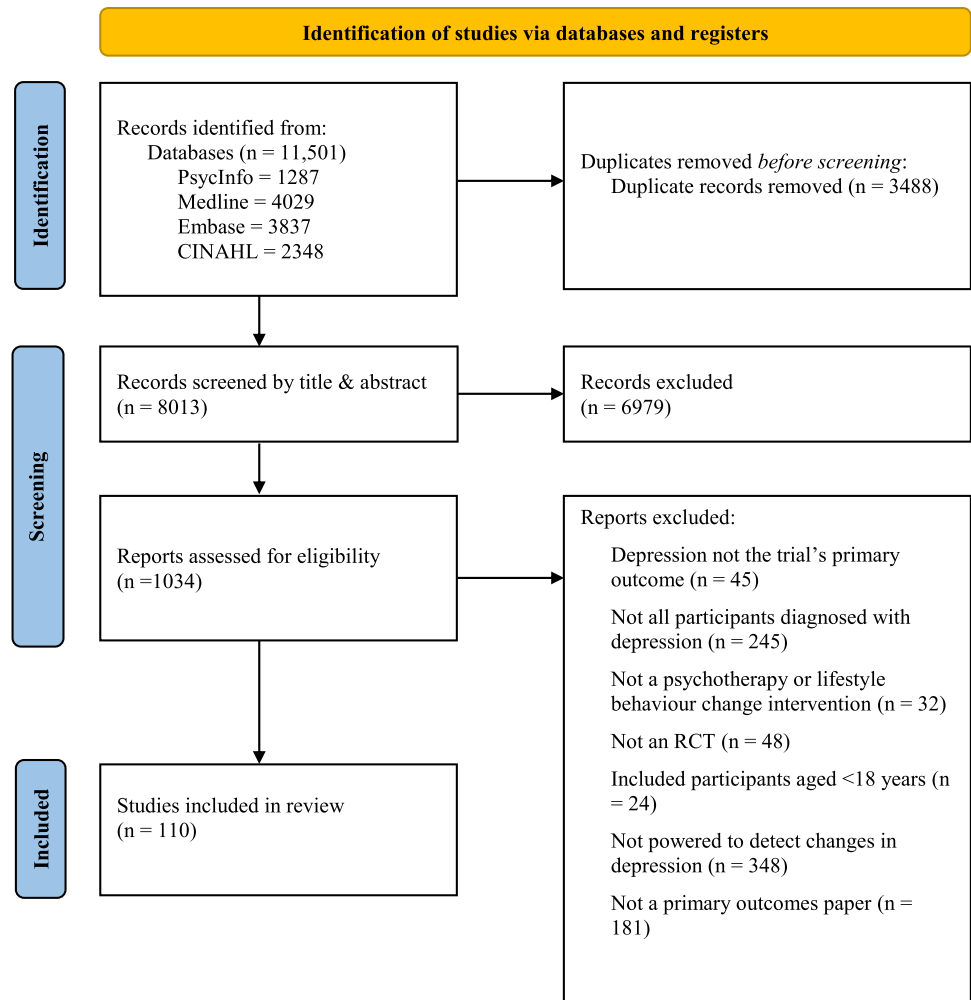 Identification of studies via databases and registers
Identification
Records identified from:
Databases (n = 11,501)
PsycInfo = 1287
Medline = 4029
Embase = 3837
CINAHL = 2348
Duplicates removed before screening:
Duplicate records removed (n = 3488)
Screening
Records screened by title & abstract
(n = 8013)
Records excluded
(n = 6979)
Reports assessed for eligibility
(n =1034)
Reports excluded:
Depression not the trial’s primary
outcome (n = 45)
Not all participants diagnosed with
depression (n = 245)
Not a psychotherapy or lifestyle
behaviour change intervention (n = 32)
Not an RCT (n = 48)
Included participants aged <18 years (n
= 24)
Not powered to detect changes in
depression (n = 348)
Not a primary outcomes paper (n =
181)
Included
Studies included in review
(n = 110)